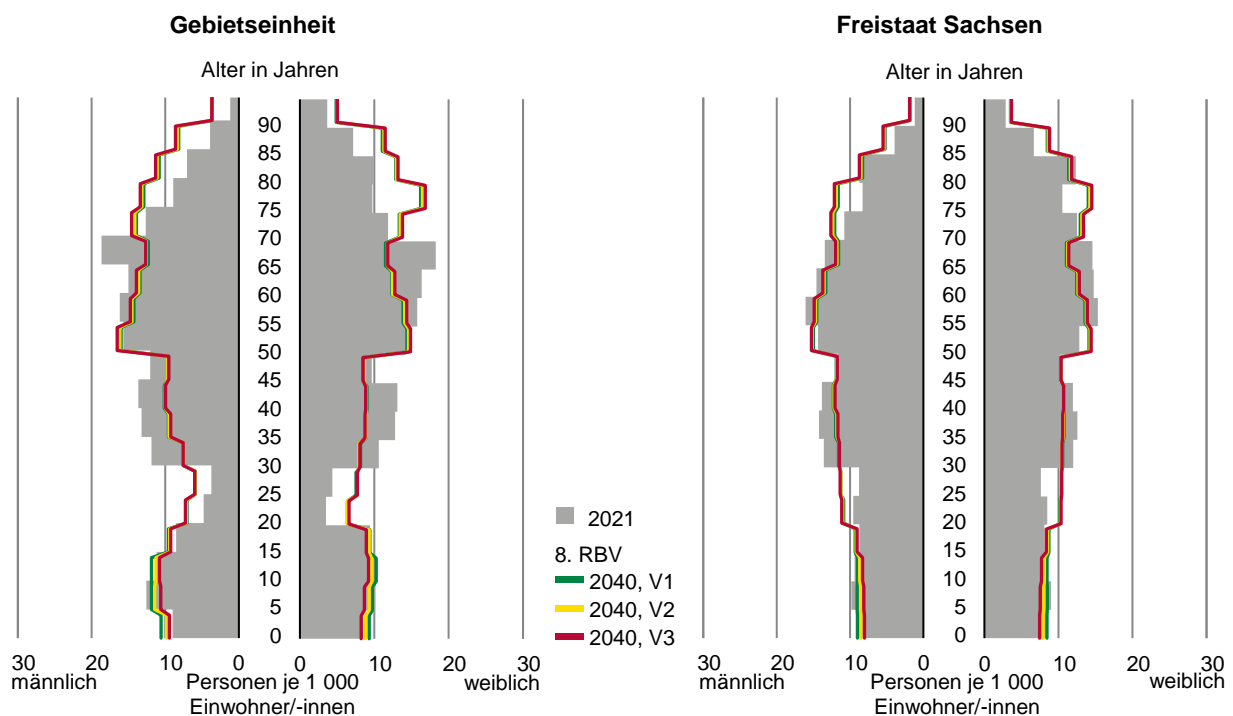 Gebietseinheit
Alter in Jahren
90
85
80
75
70
65
60
55
50
45
40
35
30
25
20
15
10
5
0
30 20 10 0 0 10 20 30
männlich Personen je 1 000 weiblich
Einwohner/-innen
2021
8. RBV
2040, V1
2040, V2
2040, V3
Freistaat Sachsen
Alter in Jahren
90
85
80
75
70
65
60
55
50
45
40
35
30
25
20
15
10
5
0
30 20 10 0 0 10 20 30
männlich Personen je 1 000 weiblich
Einwohner/-innen